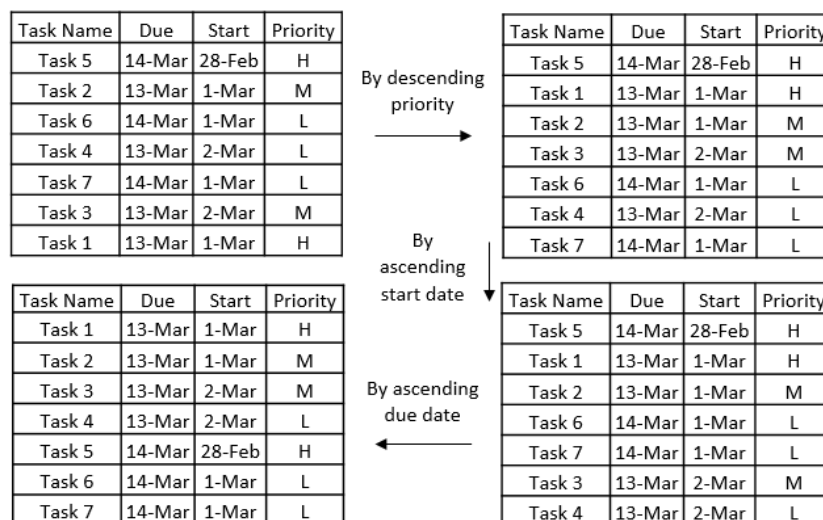 Task Name Due Start Priority
Task 5 14-Mar 28-Feb H
Task 2 13-Mar 1-Mar M
Task 6 14-Mar 1-Mar L
Task 4 13-Mar 2-Mar L
Task 7 14-Mar 1-Mar L
Task 3 13-Mar 2-Mar M
Task 1 13-Mar 1-Mar H
By descending
priority
Task Name Due Start Priority
Task 5 14-Mar 28-Feb H
Task 1 13-Mar 1-Mar H
Task 2 13-Mar 1-Mar M
Task 3 13-Mar 2-Mar M
Task 6 14-Mar 1-Mar L
Task 4 13-Mar 2-Mar L
Task 7 14-Mar 1-Mar L
By
ascending
start date
Task Name Due Start Priority
Task 5 14-Mar 28-Feb H
Task 1 13-Mar 1-Mar H
Task 2 13-Mar 1-Mar M
Task 6 14-Mar 1-Mar L
Task 7 14-Mar 1-Mar L
Task 3 13-Mar 2-Mar M
Task 4 13-Mar 2-Mar L
By ascending
due date
Task Name Due Start Priority
Task 1 13-Mar 1-Mar H
Task 2 13-Mar 1-Mar M
Task 3 13-Mar 2-Mar M
Task 4 13-Mar 2-Mar L
Task 5 14-Mar 28-Feb H
Task 6 14-Mar 1-Mar L
Task 7 14-Mar 1-Mar L